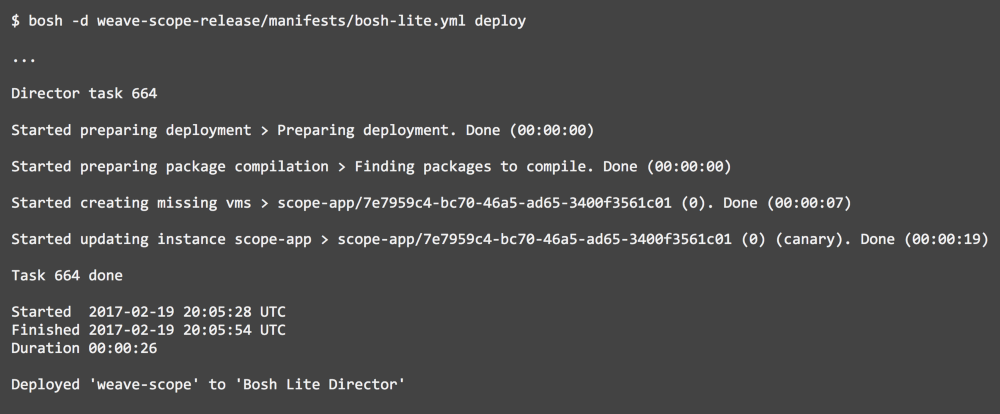 $ bosh -d weave-scope-release/manifests/bosh-lite.yml deploy
...
Director task 664
Started preparing deployment > Preparing deployment. Done (00:00:00)
Started preparing package compilation > Finding packages to compile. Done (00:00:00)
Started creating missing vms > scope-app/7e7959c4-bc70-46a5-ad65-3400f3561c01 (0). Done (00:00:07)
Started updating instance scope-app > scope-app/7e7959c4-bc70-46a5-ad65-3400f3561c01 (0) (canary). Done (00:00:19)
Task 664 done
Started  2017-02-19 20:05:28 UTC
Finished 2017-02-19 20:05:54 UTC
Duration 00:00:26
Deployed 'weave-scope' to 'Bosh Lite Director'